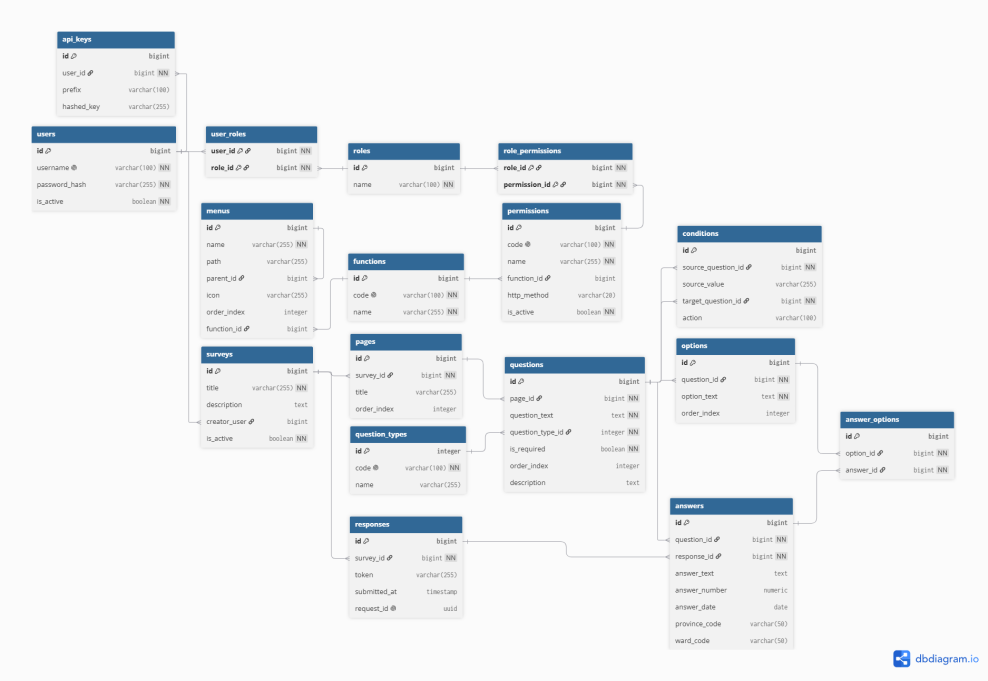 api_keys
id bigint
user_id bigint NN
prefix varchar(100)
hashed_key varchar(255)
users
id bigint
username varchar(100) NN
password_hash varchar(255) NN
is_active boolean NN
user_roles
user_id bigint NN
role_id bigint NN
roles
id bigint
name varchar(100) NN
role_permissions
role_id bigint NN
permission_id bigint NN
menus
id bigint
name varchar(255) NN
path varchar(255)
parent_id bigint
icon varchar(255)
order_index integer
function_id bigint
functions
id bigint
code varchar(100) NN
name varchar(255) NN
permissions
id bigint
code varchar(100) NN
name varchar(255) NN
function_id bigint
http_method varchar(20)
is_active boolean NN
conditions
id bigint
source_question_id bigint NN
source_value varchar(255)
target_question_id bigint NN
action varchar(100)
surveys
id bigint
title varchar(255) NN
description text
creator_user bigint
is_active boolean NN
pages
id bigint
survey_id bigint NN
title varchar(255)
order_index integer
questions
id bigint
page_id bigint NN
question_text text NN
question_type_id integer NN
is_required boolean NN
order_index integer
description text
options
id bigint
question_id bigint NN
option_text text NN
order_index integer
question_types
id integer
code varchar(100) NN
name varchar(255)
answer_options
id bigint
option_id bigint NN
answer_id bigint NN
responses
id bigint
survey_id bigint NN
token varchar(255)
submitted_at timestamp
request_id uuid
answers
id bigint
question_id bigint NN
response_id bigint NN
answer_text text
answer_number numeric
answer_date date
province_code varchar(50)
ward_code varchar(50)
dbdiagram.io